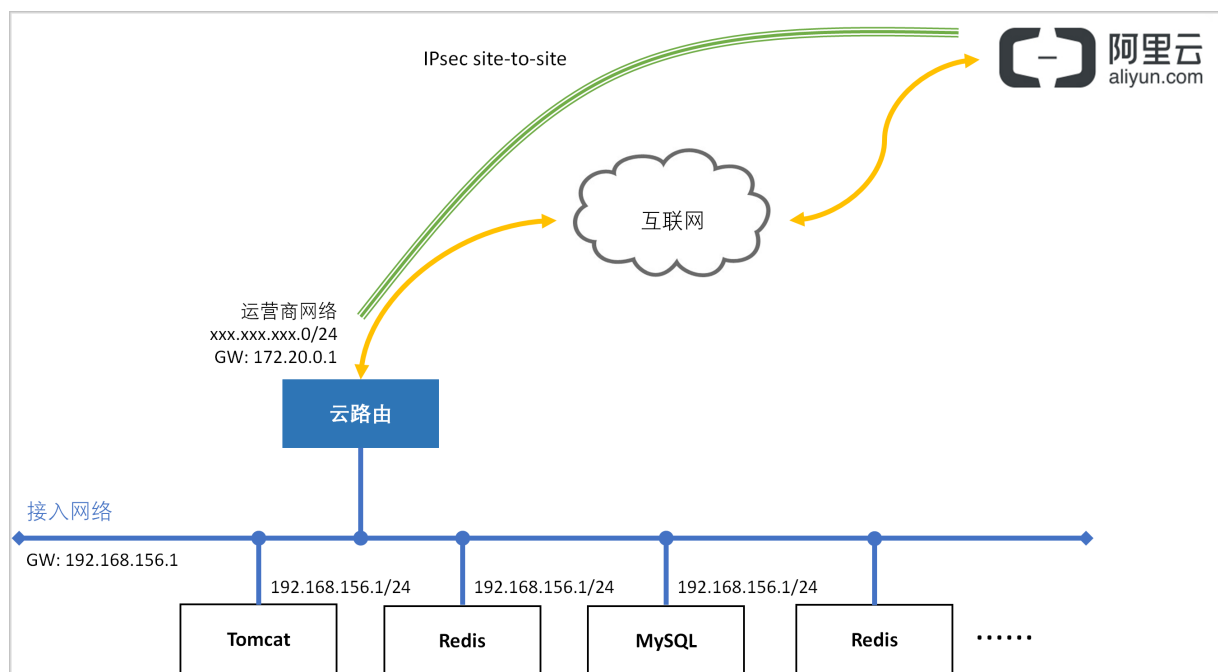 IPsec site-to-site
阿里云
aliyun.com
互联网
运营商网络
xxx.xxx.xxx.0/24
GW: 172.20.0.1
云路由
接入网络
GW: 192.168.156.1
192.168.156.1/24
192.168.156.1/24
192.168.156.1/24
Tomcat
Redis
MySQL
Redis
······